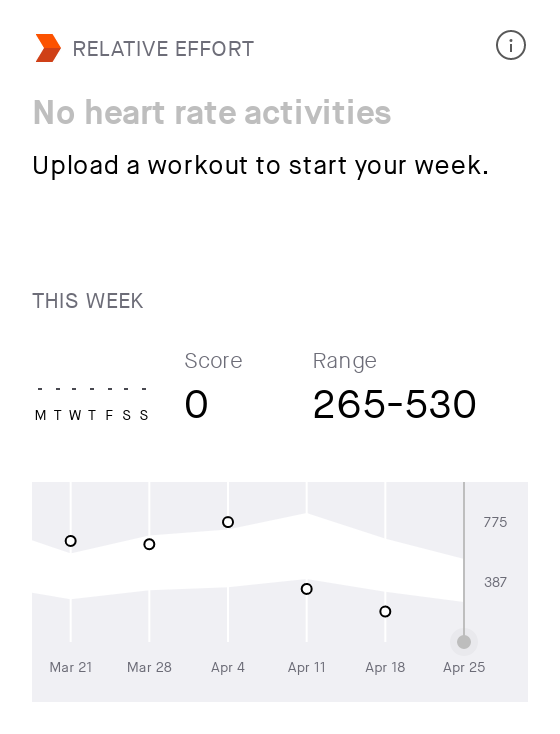 RELATIVE EFFORT
No heart rate activities
Upload a workout to start your week.
THIS WEEK
Score Range
- - - - - - -
M T W T F S S
0 265-530
775
387
Mar 21 Mar 28 Apr 4 Apr 11 Apr 18 Apr 25